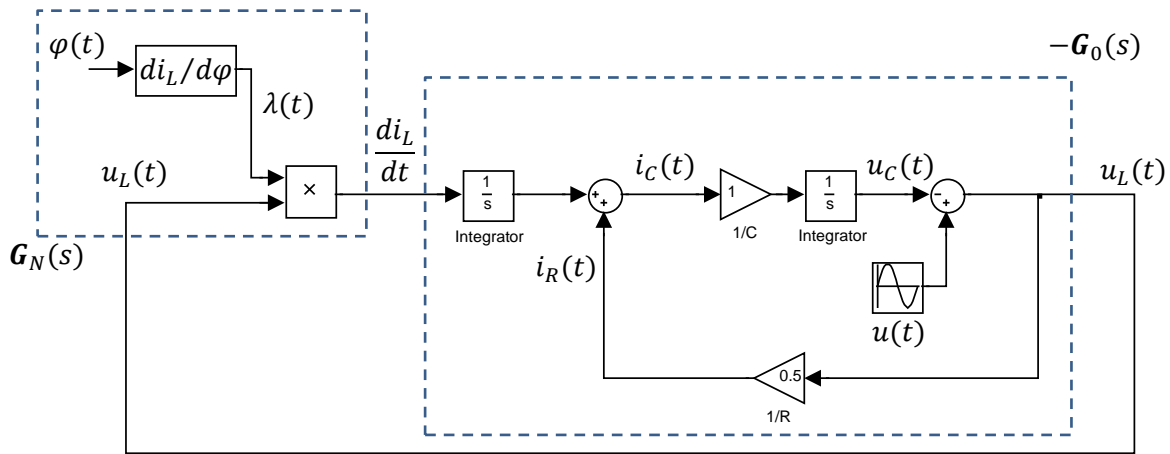 φ(t)
di_L/dφ
λ(t)
u_L(t)
×
di_L
dt
G_N(s)
−G_0(s)
1
s
Integrator
+
+
i_C(t)
1
1/C
1
s
Integrator
u_C(t)
−
+
u_L(t)
i_R(t)
u(t)
0.5
1/R